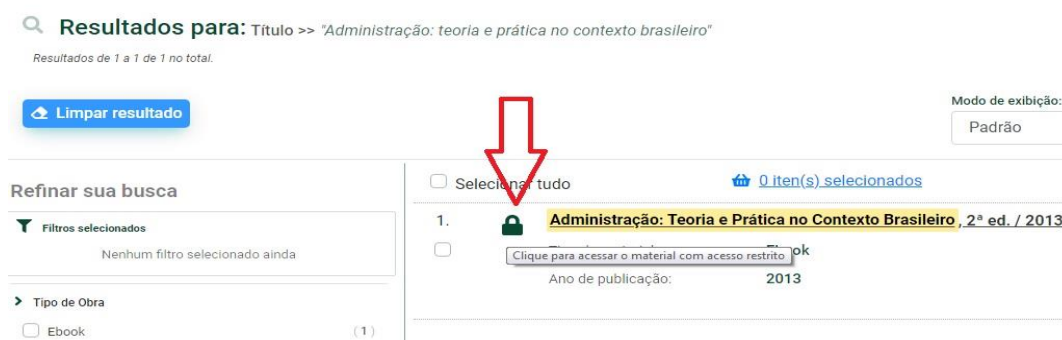 Resultados para: Título >> "Administração: teoria e prática no contexto brasileiro"
Resultados de 1 a 1 de 1 no total.
Limpar resultado
Modo de exibição:
Padrão
Refinar sua busca
Filtros selecionados
Nenhum filtro selecionado ainda
Tipo de Obra
Ebook (1)
Selecionar tudo
0 iten(s) selecionados
1. Administração: Teoria e Prática no Contexto Brasileiro, 2ª ed. / 2013
Clique para acessar o material com acesso restrito
Ano de publicação: 2013